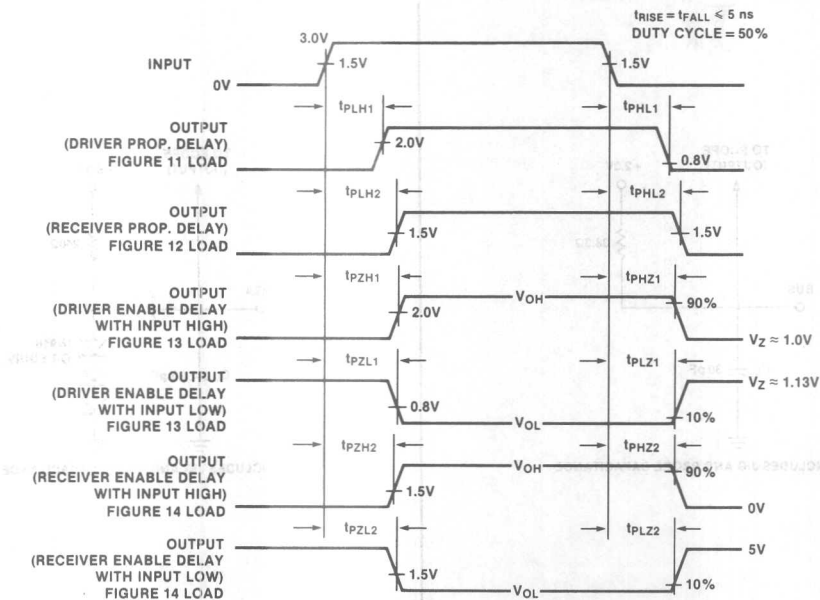 tRISE = tFALL ≤ 5 ns
DUTY CYCLE = 50%
INPUT
3.0V
0V
1.5V
1.5V
tPLH1
tPHL1
OUTPUT
(DRIVER PROP. DELAY)
FIGURE 11 LOAD
2.0V
0.8V
tPLH2
tPHL2
OUTPUT
(RECEIVER PROP. DELAY)
FIGURE 12 LOAD
1.5V
1.5V
tPZH1
tPHZ1
OUTPUT
(DRIVER ENABLE DELAY
WITH INPUT HIGH)
FIGURE 13 LOAD
VOH
2.0V
90%
VZ ≈ 1.0V
tPZL1
tPLZ1
OUTPUT
(DRIVER ENABLE DELAY
WITH INPUT LOW)
FIGURE 13 LOAD
VZ ≈ 1.13V
0.8V
VOL
10%
tPZH2
tPHZ2
OUTPUT
(RECEIVER ENABLE DELAY
WITH INPUT HIGH)
FIGURE 14 LOAD
VOH
90%
1.5V
0V
tPZL2
tPLZ2
OUTPUT
(RECEIVER ENABLE DELAY
WITH INPUT LOW)
FIGURE 14 LOAD
5V
1.5V
VOL
10%